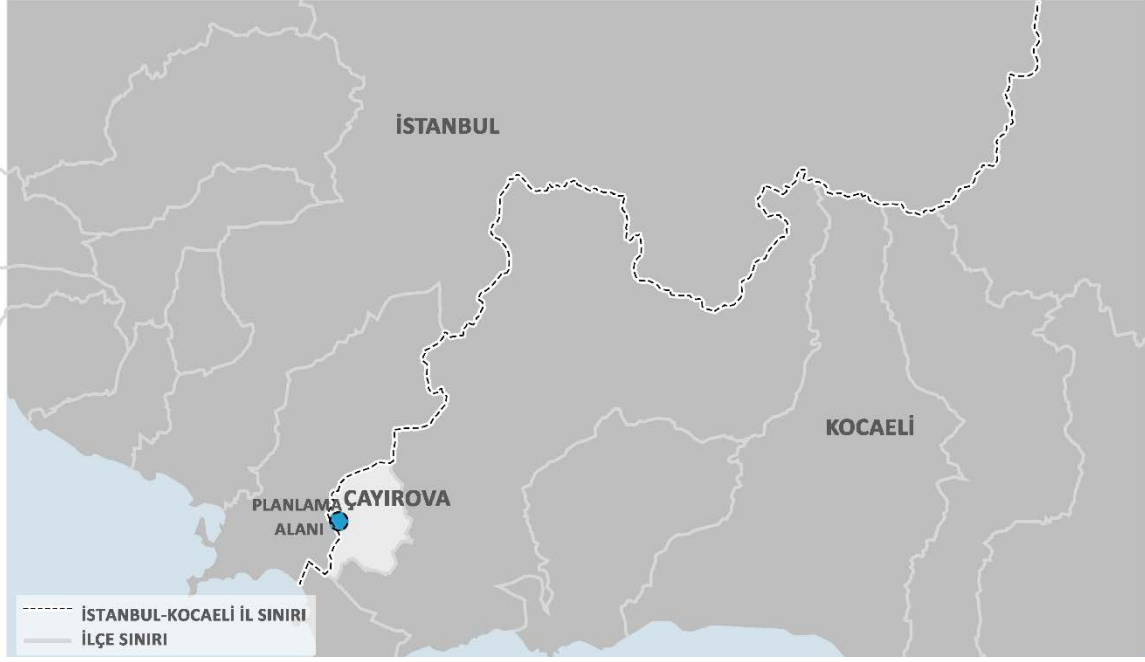 İSTANBUL
KOCAELİ
ÇAYIROVA
PLANLAMA
ALANI
İSTANBUL-KOCAELİ İL SINIRI
İLÇE SINIRI